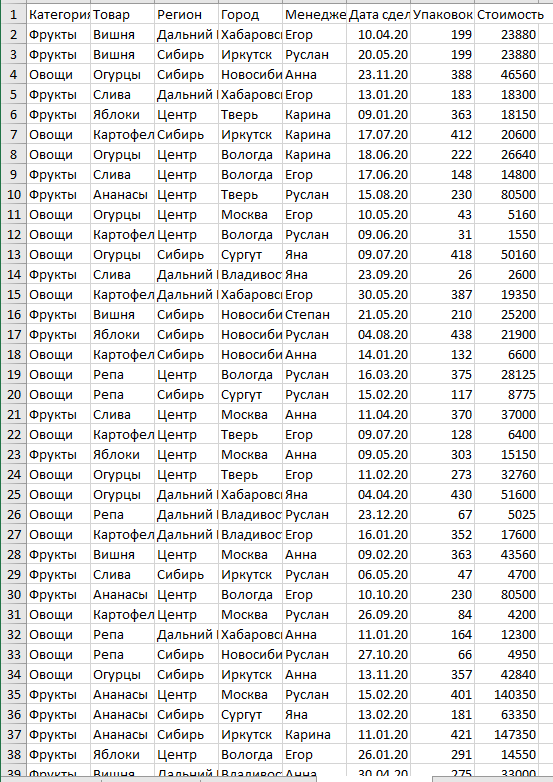 1 Категория Товар Регион Город Менедже Дата сдел Упаковок Стоимость
2 Фрукты Вишня Дальний Хабаровс Егор 10.04.20 199 23880
3 Фрукты Вишня Сибирь Иркутск Руслан 20.05.20 199 23880
4 Овощи Огурцы Сибирь Новосиби Анна 23.11.20 388 46560
5 Фрукты Слива Дальний Хабаровс Егор 13.01.20 183 18300
6 Фрукты Яблоки Центр Тверь Карина 09.01.20 363 18150
7 Овощи Картофел Сибирь Иркутск Карина 17.07.20 412 20600
8 Овощи Огурцы Центр Вологда Карина 18.06.20 222 26640
9 Фрукты Слива Центр Вологда Егор 17.06.20 148 14800
10 Фрукты Ананасы Центр Тверь Руслан 15.08.20 230 80500
11 Овощи Огурцы Центр Москва Егор 10.05.20 43 5160
12 Овощи Картофел Центр Вологда Руслан 09.06.20 31 1550
13 Овощи Огурцы Сибирь Сургут Яна 09.07.20 418 50160
14 Фрукты Слива Дальний Владивос Яна 23.09.20 26 2600
15 Овощи Картофел Дальний Хабаровс Егор 30.05.20 387 19350
16 Фрукты Вишня Сибирь Новосиби Степан 21.05.20 210 25200
17 Фрукты Яблоки Сибирь Новосиби Руслан 04.08.20 438 21900
18 Овощи Картофел Сибирь Новосиби Анна 14.01.20 132 6600
19 Овощи Репа Центр Вологда Руслан 16.03.20 375 28125
20 Овощи Репа Сибирь Сургут Руслан 15.02.20 117 8775
21 Фрукты Слива Центр Москва Анна 11.04.20 370 37000
22 Овощи Картофел Центр Тверь Егор 09.07.20 128 6400
23 Фрукты Яблоки Центр Москва Анна 09.05.20 303 15150
24 Овощи Огурцы Центр Тверь Егор 11.02.20 273 32760
25 Овощи Огурцы Дальний Хабаровс Яна 04.04.20 430 51600
26 Овощи Репа Дальний Владивос Руслан 23.12.20 67 5025
27 Овощи Картофел Дальний Владивос Егор 16.01.20 352 17600
28 Фрукты Вишня Центр Москва Анна 09.02.20 363 43560
29 Фрукты Слива Сибирь Иркутск Руслан 06.05.20 47 4700
30 Фрукты Ананасы Центр Вологда Егор 10.10.20 230 80500
31 Овощи Картофел Центр Москва Руслан 26.09.20 84 4200
32 Овощи Репа Дальний Хабаровс Анна 11.01.20 164 12300
33 Овощи Репа Сибирь Новосиби Руслан 27.10.20 66 4950
34 Овощи Огурцы Сибирь Иркутск Анна 13.11.20 357 42840
35 Фрукты Ананасы Центр Москва Руслан 15.02.20 401 140350
36 Фрукты Ананасы Сибирь Сургут Яна 13.02.20 181 63350
37 Фрукты Ананасы Сибирь Иркутск Карина 11.01.20 421 147350
38 Фрукты Яблоки Центр Вологда Егор 26.01.20 291 14550
39 Фрукты Вишня Дальний Владивос Анна 30.04.20 275 33000